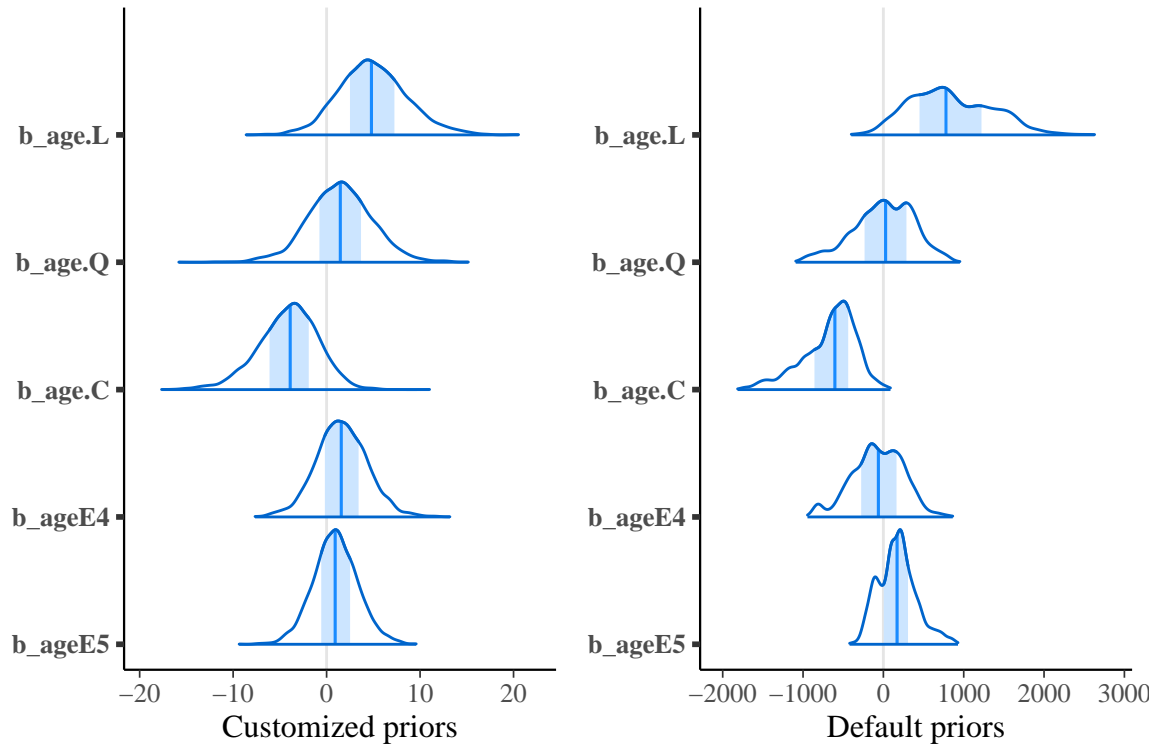 b_age.L
b_age.Q
b_age.C
b_ageE4
b_ageE5
−20 −10 0 10 20
Customized priors
b_age.L
b_age.Q
b_age.C
b_ageE4
b_ageE5
−2000 −1000 0 1000 2000 3000
Default priors